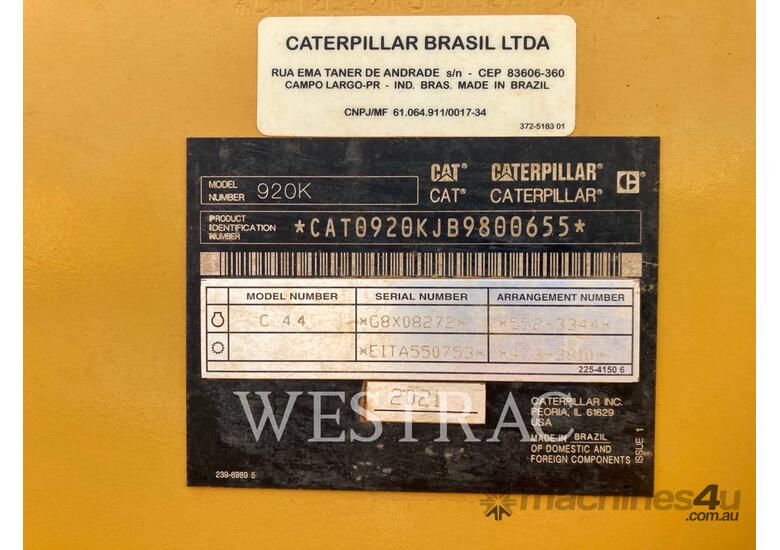 CATERPILLAR BRASIL LTDA
RUA EMA TANER DE ANDRADE s/n - CEP 83606-360
CAMPO LARGO-PR - IND. BRAS. MADE IN BRAZIL
CNPJ/MF 61.064.911/0017-34
372-5183 01
MODEL NUMBER 920K
CAT® CATERPILLAR®
CAT® CATERPILLAR® C
PRODUCT IDENTIFICATION NUMBER *CAT0920KJB9800655*
MODEL NUMBER SERIAL NUMBER ARRANGEMENT NUMBER
C 4.4 *G8X08272* *552-3344*
*EITA550753* *473-3810*
225-4150 6
2021
WESTRAC
CATERPILLAR INC.
PEORIA, IL 61629
USA
MADE IN BRAZIL
OF DOMESTIC AND
FOREIGN COMPONENTS
ISSUE 1
239-6989 5
machines4u
.com.au